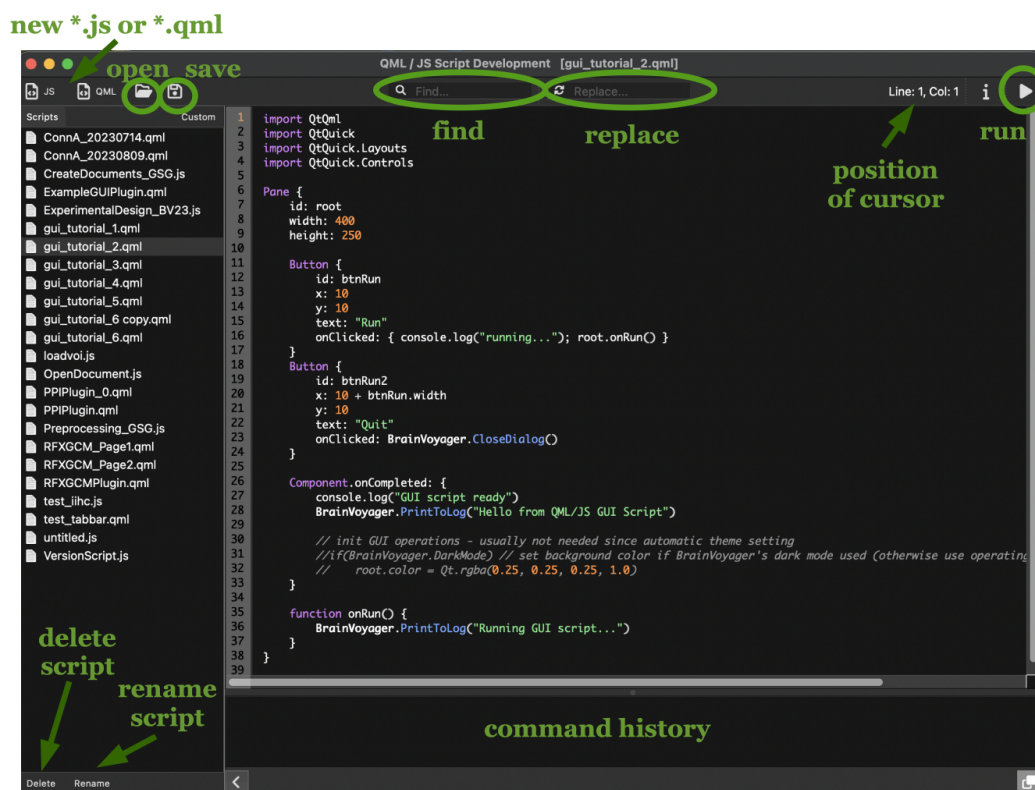 new *.js or *.qml
QML / JS Script Development [gui_tutorial_2.qml]
open save
JS QML Find... Replace... Line: 1, Col: 1 i
find replace run
position
of cursor
Scripts Custom
ConnA_20230714.qml
ConnA_20230809.qml
CreateDocuments_GSG.js
ExampleGUIPlugin.qml
ExperimentalDesign_BV23.js
gui_tutorial_1.qml
gui_tutorial_2.qml
gui_tutorial_3.qml
gui_tutorial_4.qml
gui_tutorial_5.qml
gui_tutorial_6 copy.qml
gui_tutorial_6.qml
loadvoi.js
OpenDocument.js
PPIPlugin_0.qml
PPIPlugin.qml
Preprocessing_GSG.js
RFXGCM_Page1.qml
RFXGCM_Page2.qml
RFXGCMPlugin.qml
test_iihc.js
test_tabbar.qml
untitled.js
VersionScript.js
delete
script
rename
script
Delete Rename
1 import QtQml
2 import QtQuick
3 import QtQuick.Layouts
4 import QtQuick.Controls
5
6 Pane {
7 id: root
8 width: 400
9 height: 250
10
11 Button {
12 id: btnRun
13 x: 10
14 y: 10
15 text: "Run"
16 onClicked: { console.log("running..."); root.onRun() }
17 }
18 Button {
19 id: btnRun2
20 x: 10 + btnRun.width
21 y: 10
22 text: "Quit"
23 onClicked: BrainVoyager.CloseDialog()
24 }
25
26 Component.onCompleted: {
27 console.log("GUI script ready")
28 BrainVoyager.PrintToLog("Hello from QML/JS GUI Script")
29
30 // init GUI operations - usually not needed since automatic theme setting
31 //if(BrainVoyager.DarkMode) // set background color if BrainVoyager's dark mode used (otherwise use operating
32 // root.color = Qt.rgba(0.25, 0.25, 0.25, 1.0)
33 }
34
35 function onRun() {
36 BrainVoyager.PrintToLog("Running GUI script...")
37 }
38 }
39
command history